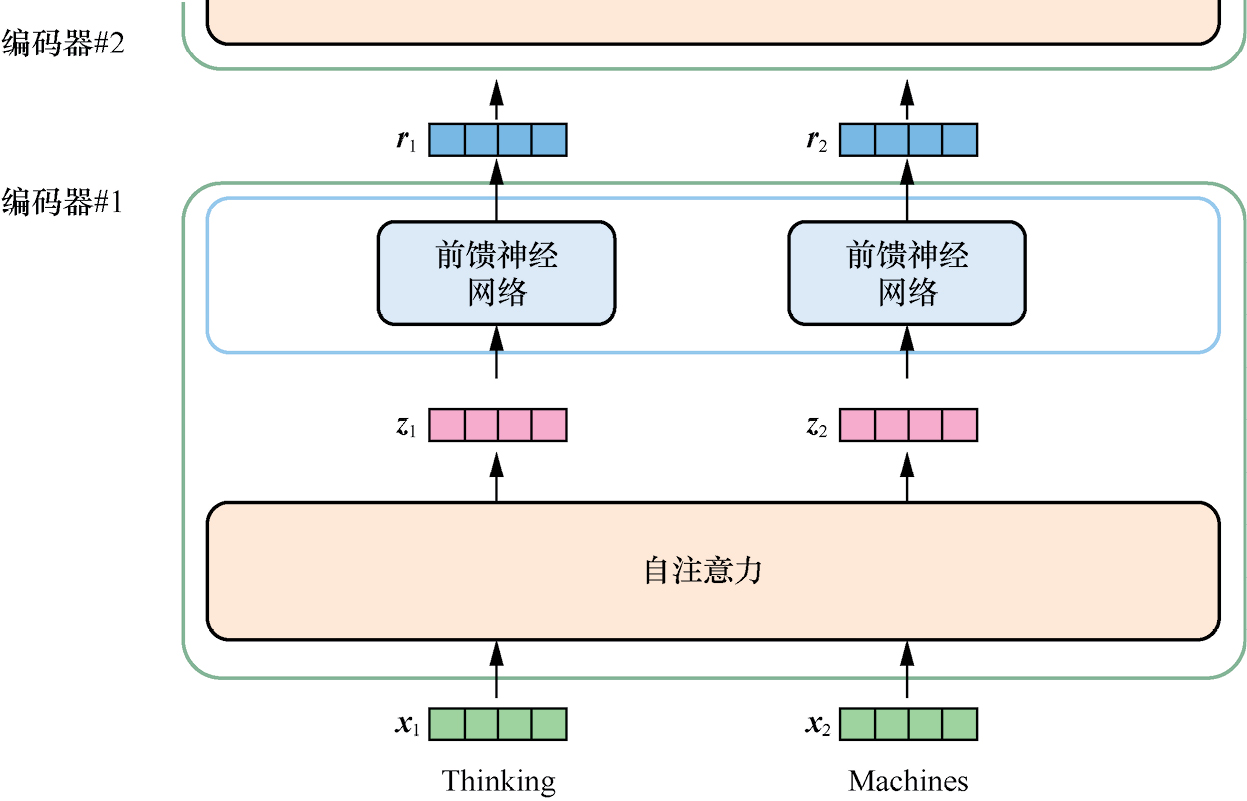 编码器#2
r1
r2
编码器#1
前馈神经
网络
前馈神经
网络
z1
z2
自注意力
x1
x2
Thinking
Machines